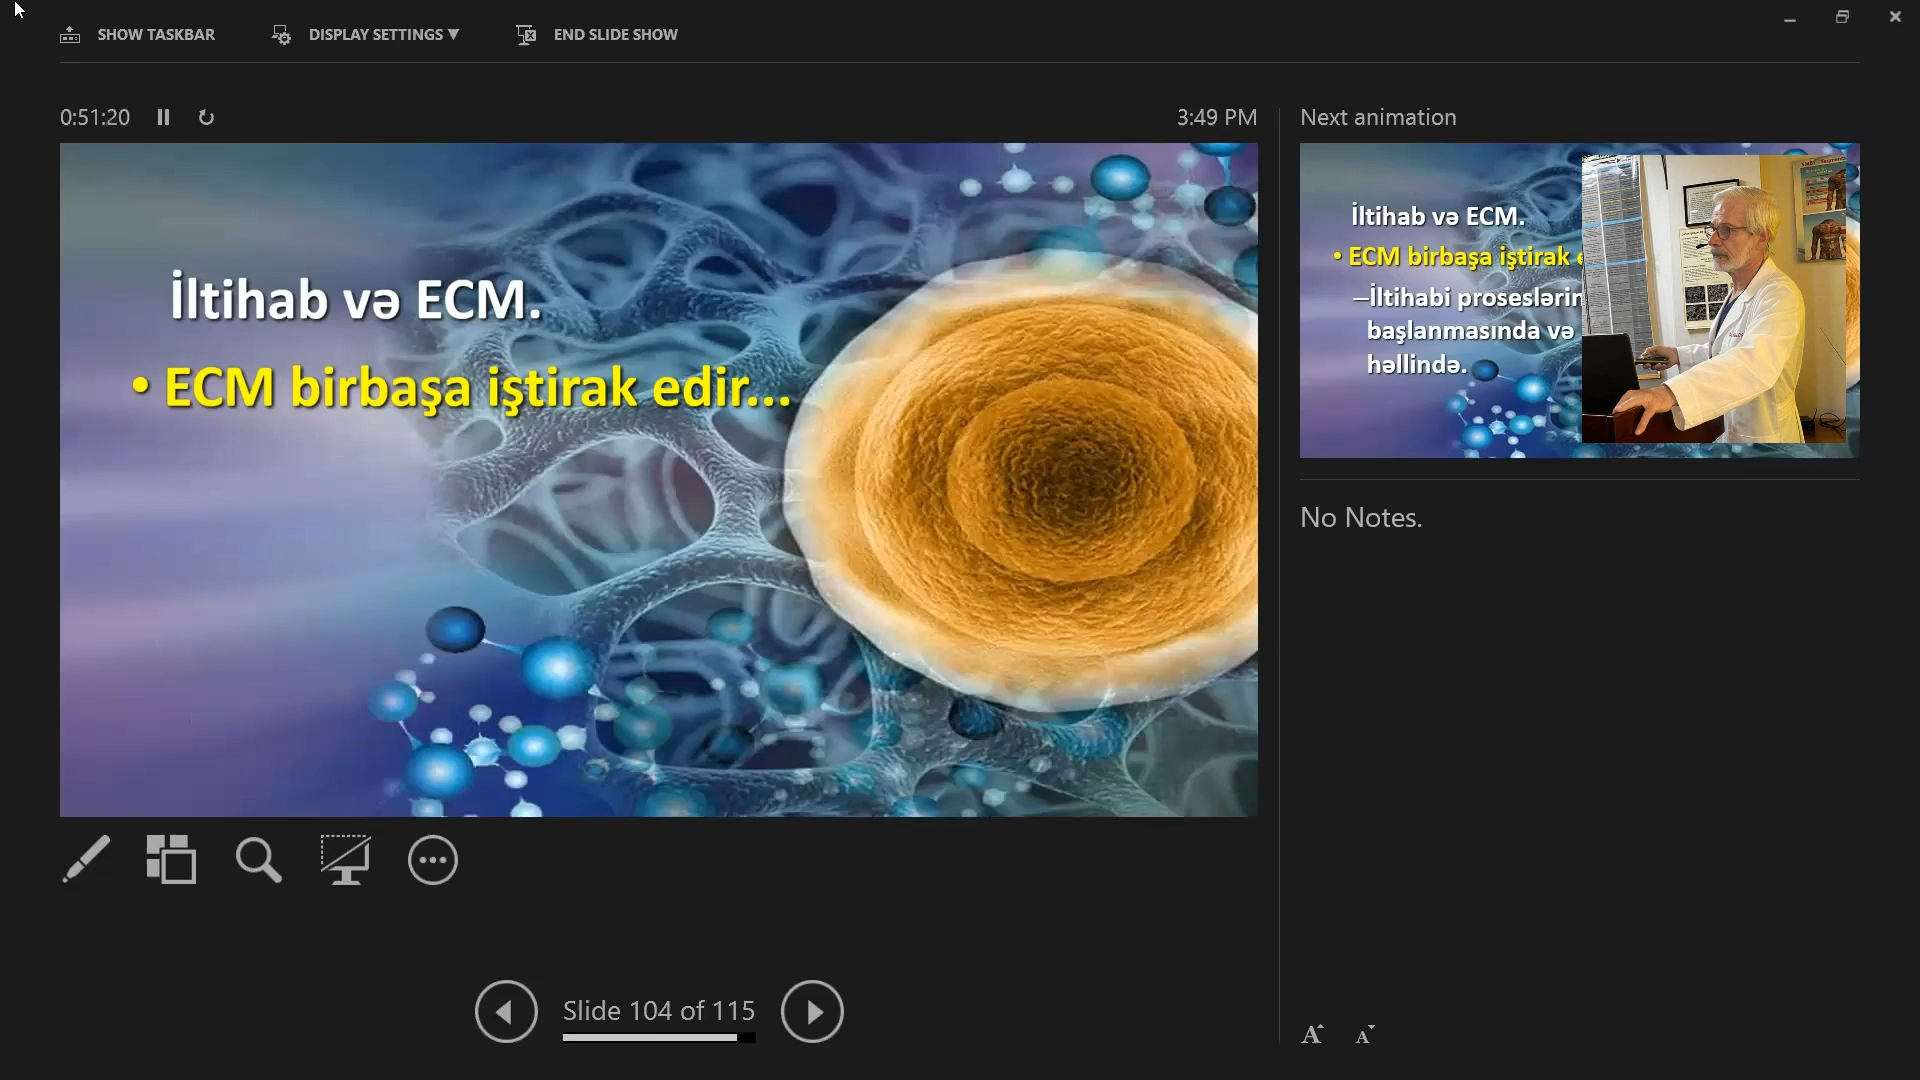 SHOW TASKBAR
DISPLAY SETTINGS ▼
END SLIDE SHOW
0:51:20
3:49 PM
Next animation
İltihab və ECM.
• ECM birbaşa iştirak edir...
İltihab və ECM.
• ECM birbaşa iştirak
–İltihabi proseslərin
başlanmasında və
həllində.
No Notes.
Slide 104 of 115
A A